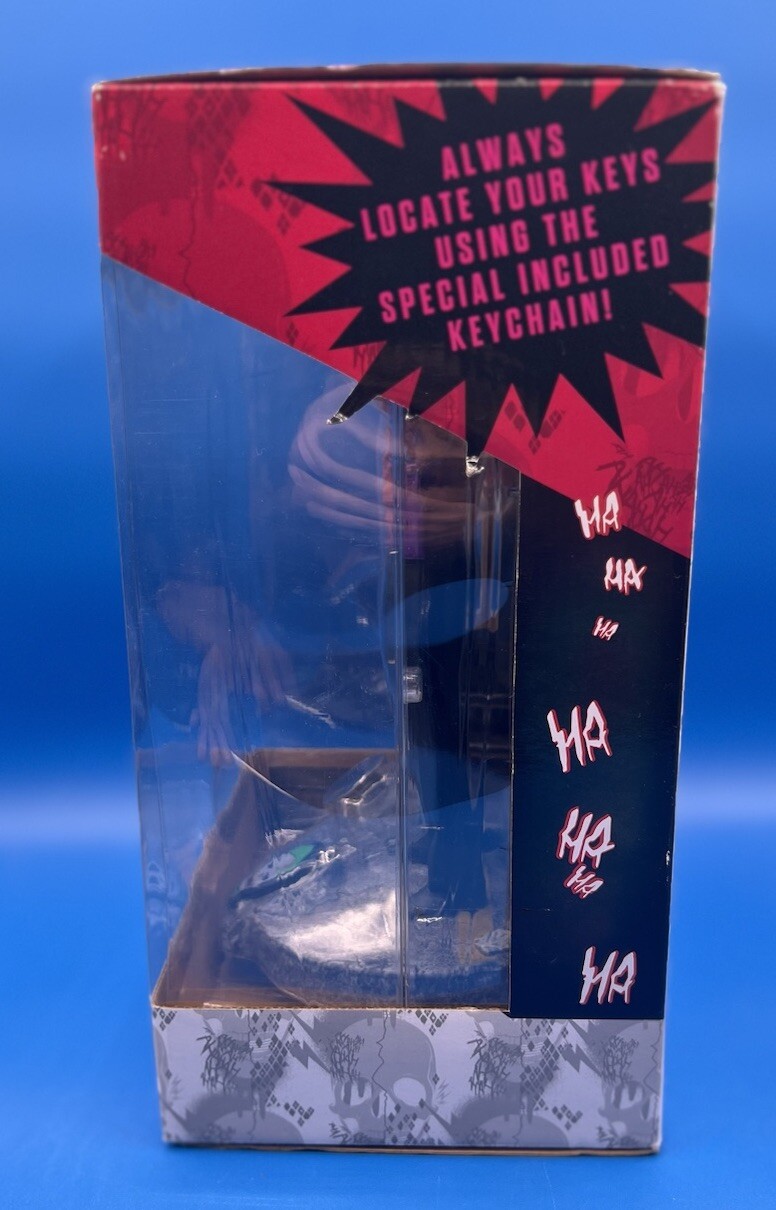 ALWAYS
LOCATE YOUR KEYS
USING THE
SPECIAL INCLUDED
KEYCHAIN!
HA
HA
HA
HA
HA
HA
HA